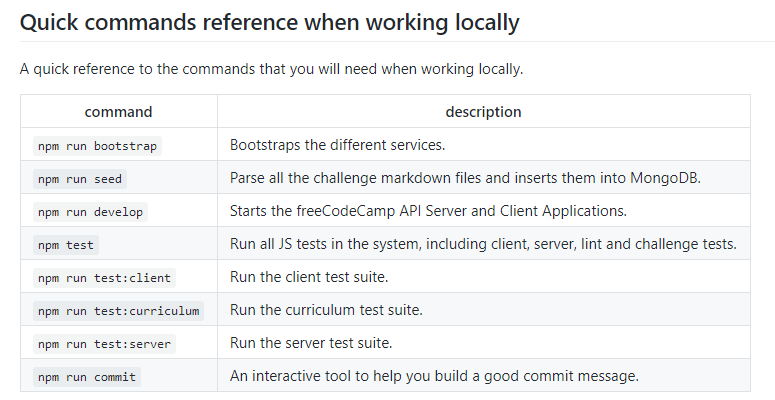 Quick commands reference when working locally
A quick reference to the commands that you will need when working locally.
command description
npm run bootstrap Bootstraps the different services.
npm run seed Parse all the challenge markdown files and inserts them into MongoDB.
npm run develop Starts the freeCodeCamp API Server and Client Applications.
npm test Run all JS tests in the system, including client, server, lint and challenge tests.
npm run test:client Run the client test suite.
npm run test:curriculum Run the curriculum test suite.
npm run test:server Run the server test suite.
npm run commit An interactive tool to help you build a good commit message.